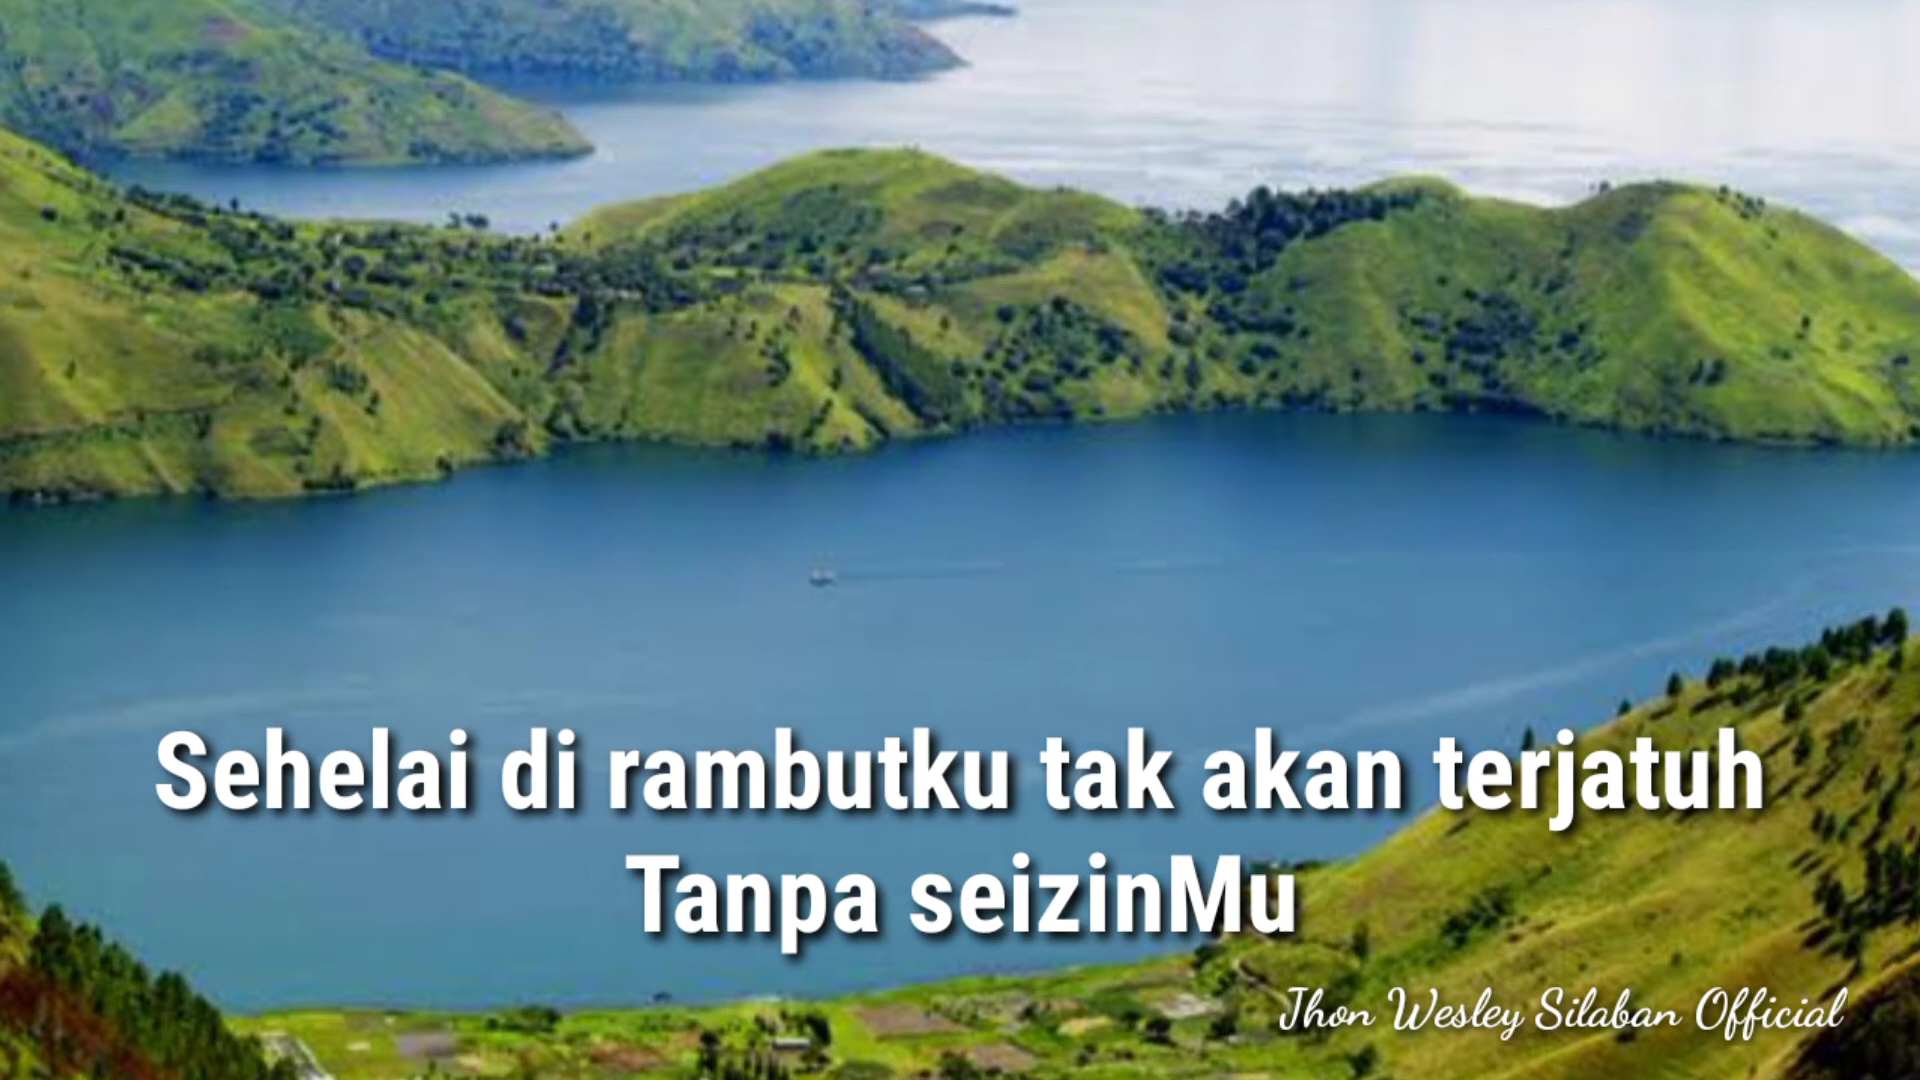 Sehelai di rambutku tak akan terjatuh
Tanpa seizinMu
Jhon Wesley Silaban Official